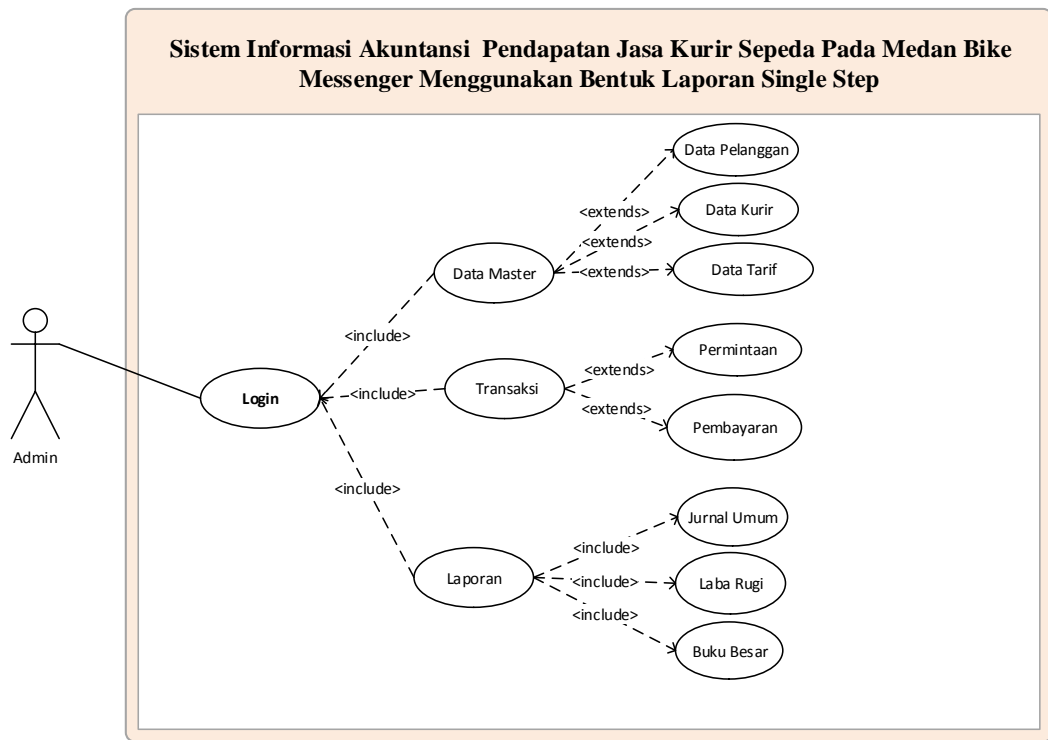 Sistem Informasi Akuntansi Pendapatan Jasa Kurir Sepeda Pada Medan Bike
Messenger Menggunakan Bentuk Laporan Single Step
Data Pelanggan
<extends>
Data Kurir
<extends>
Data Master
<extends>
Data Tarif
<include>
Permintaan
<extends>
Transaksi
<include>
Login
<extends>
Pembayaran
Admin
<include>
Jurnal Umum
<include>
Laporan
<include>
Laba Rugi
<include>
Buku Besar